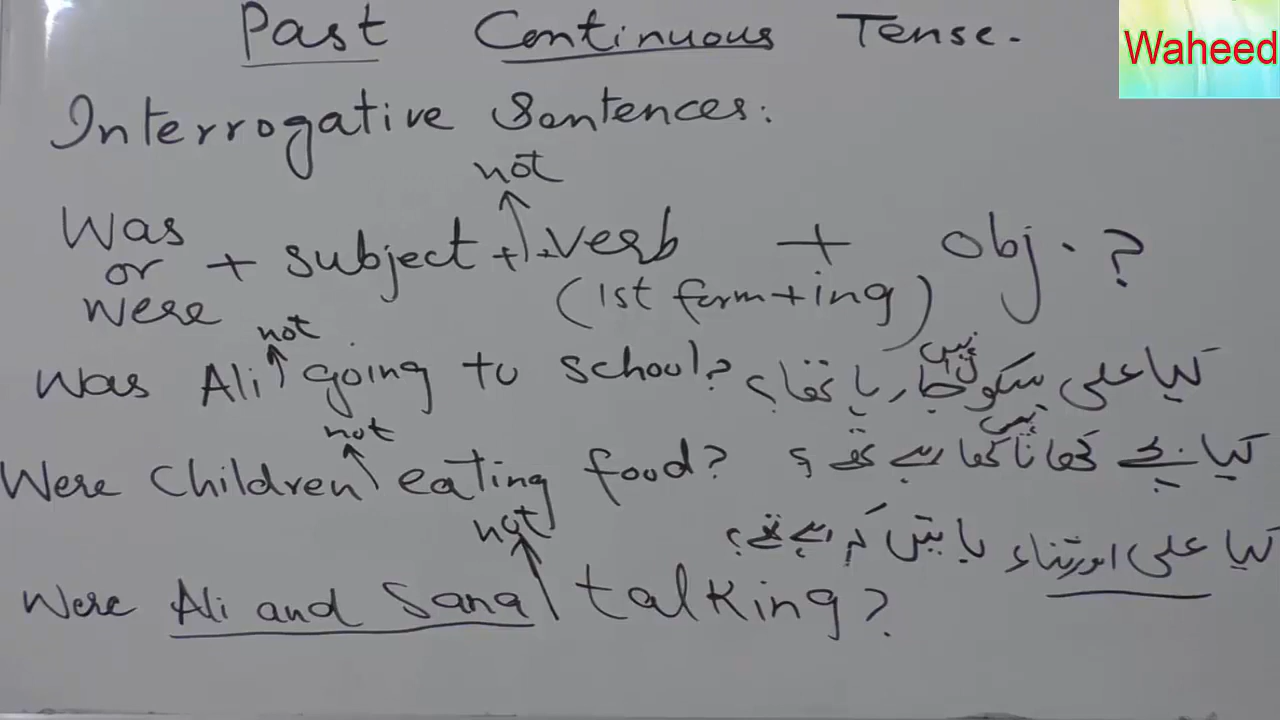 Past Continuous Tense.
Waheed
Interrogative Sentences:
not
Was or were + subject + + verb (1st form+ing) + obj. ?
not
Was Ali going to school? کیا علی سکول جا رہا تھا؟
نہیں
not
Were Children eating food? کیا بچے کھانا کھا رہے تھے؟
نہیں
not
Were Ali and Sana talking? کیا علی اور ثناء باتیں کر رہے تھے؟